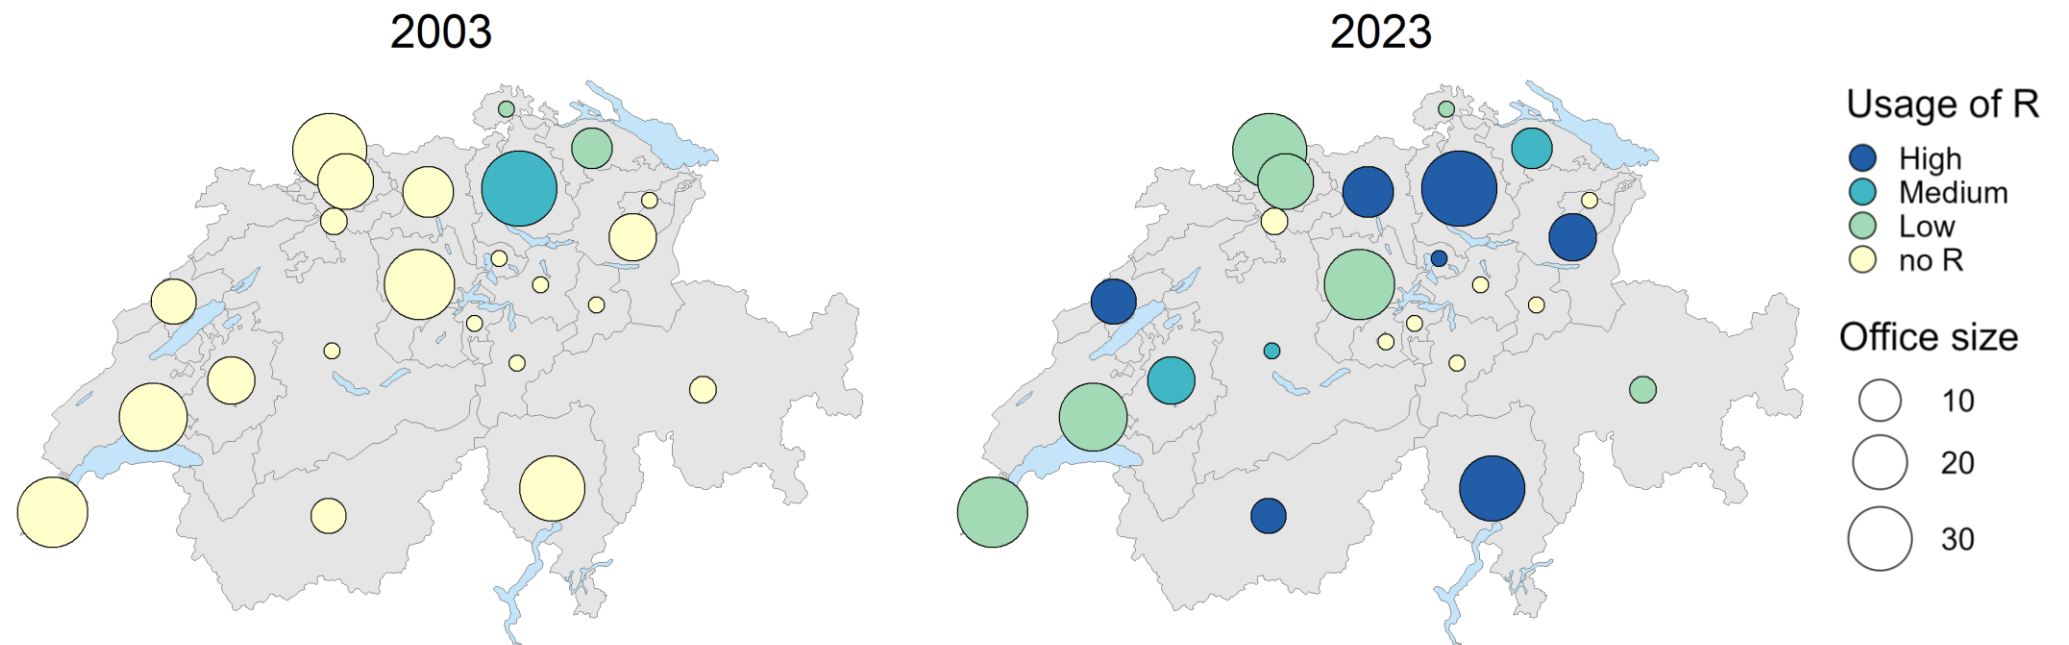 2003
2023
Usage of R
High
Medium
Low
no R
Office size
10
20
30